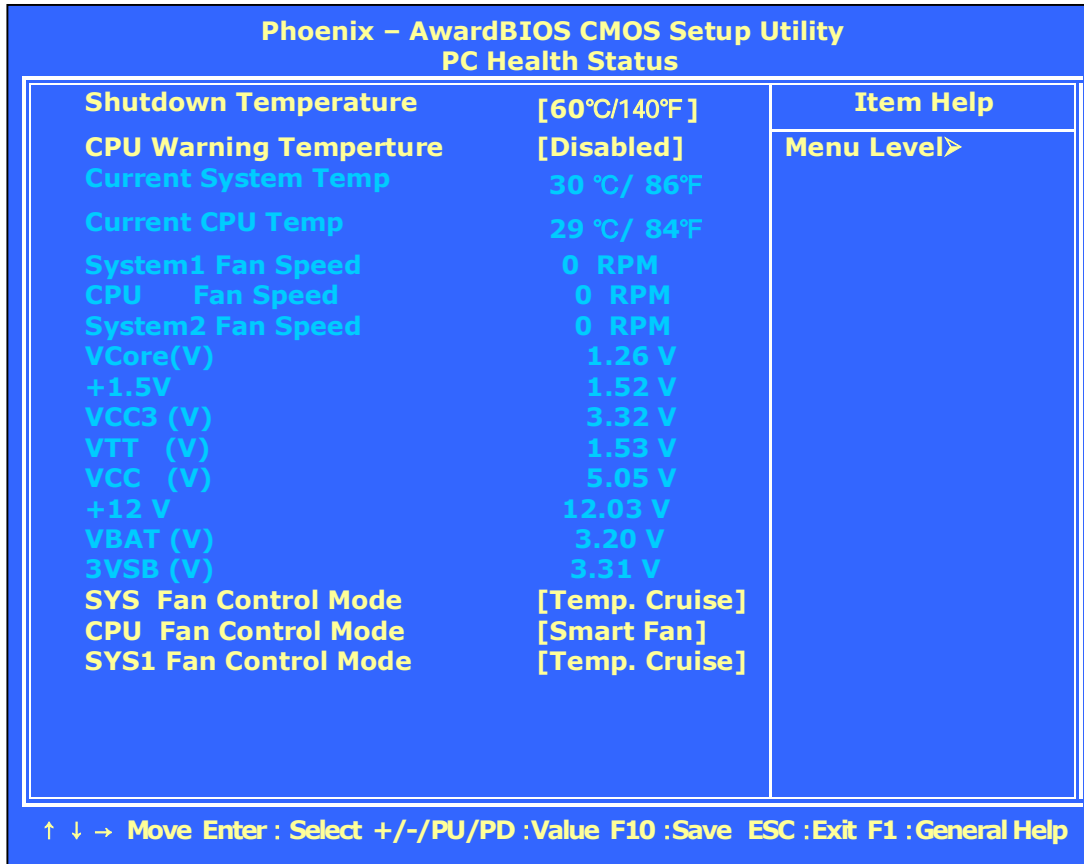 Phoenix – AwardBIOS CMOS Setup Utility
PC Health Status
Shutdown Temperature [60℃/140℉]
Item Help
CPU Warning Temperture [Disabled]
Menu Level➢
Current System Temp 30 ℃/ 86℉
Current CPU Temp 29 ℃/ 84℉
System1 Fan Speed 0 RPM
CPU Fan Speed 0 RPM
System2 Fan Speed 0 RPM
VCore(V) 1.26 V
+1.5V 1.52 V
VCC3 (V) 3.32 V
VTT (V) 1.53 V
VCC (V) 5.05 V
+12 V 12.03 V
VBAT (V) 3.20 V
3VSB (V) 3.31 V
SYS Fan Control Mode [Temp. Cruise]
CPU Fan Control Mode [Smart Fan]
SYS1 Fan Control Mode [Temp. Cruise]
↑ ↓ → Move Enter : Select +/-/PU/PD :Value F10 :Save ESC :Exit F1 :General Help